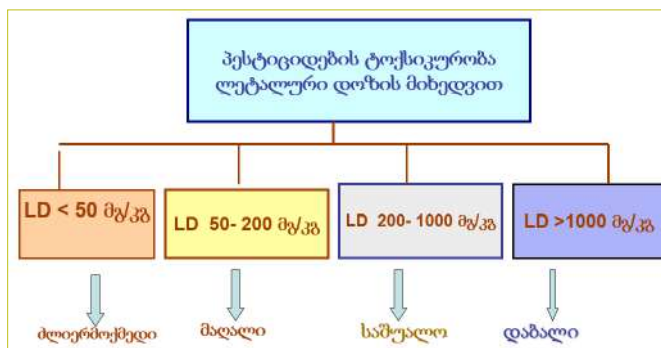 პესტიციდების ტოქსიკურობა
ლეტალური დოზის მიხედვით
LD < 50 მგ/კგ
LD 50- 200 მგ/კგ
LD 200- 1000 მგ/კგ
LD >1000 მგ/კგ
ძლიერმოქმედი
მაღალი
საშუალო
დაბალი